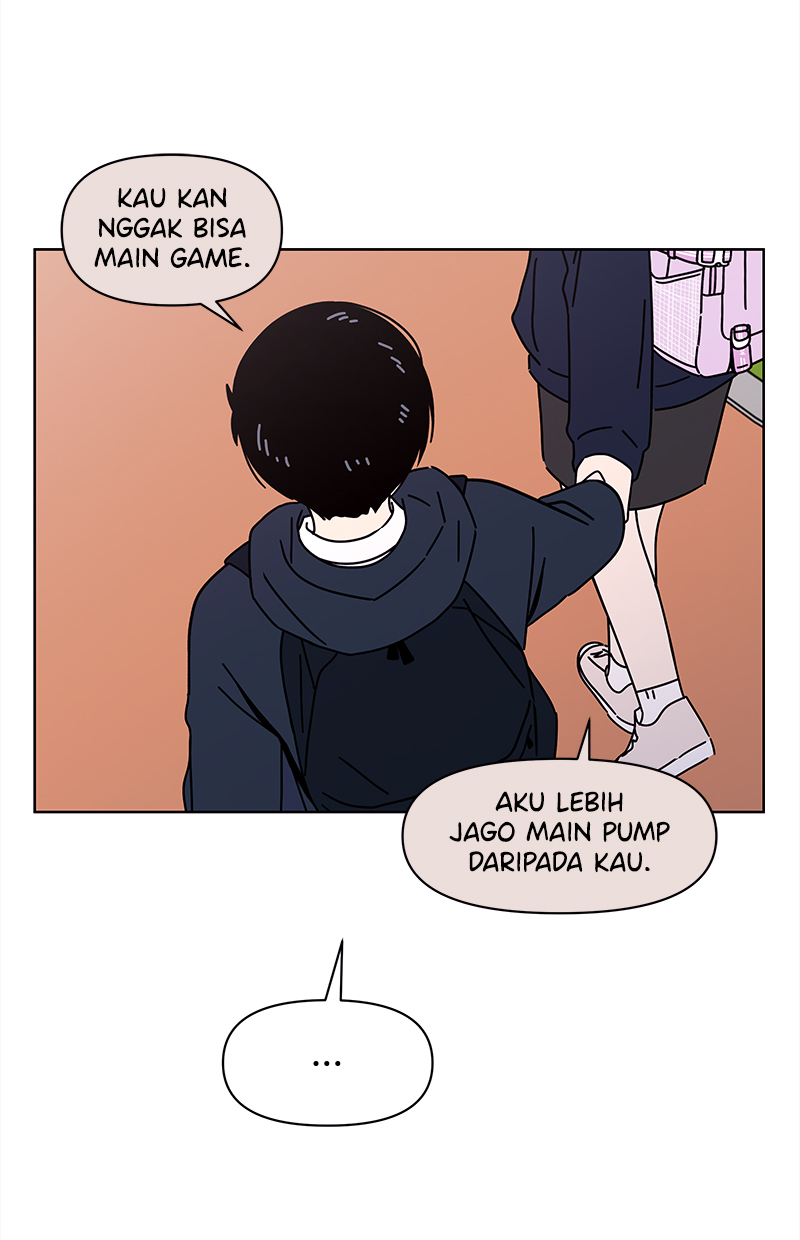 KAU KAN
NGGAK BISA
MAIN GAME.
AKU LEBIH
JAGO MAIN PUMP
DARIPADA KAU.
...